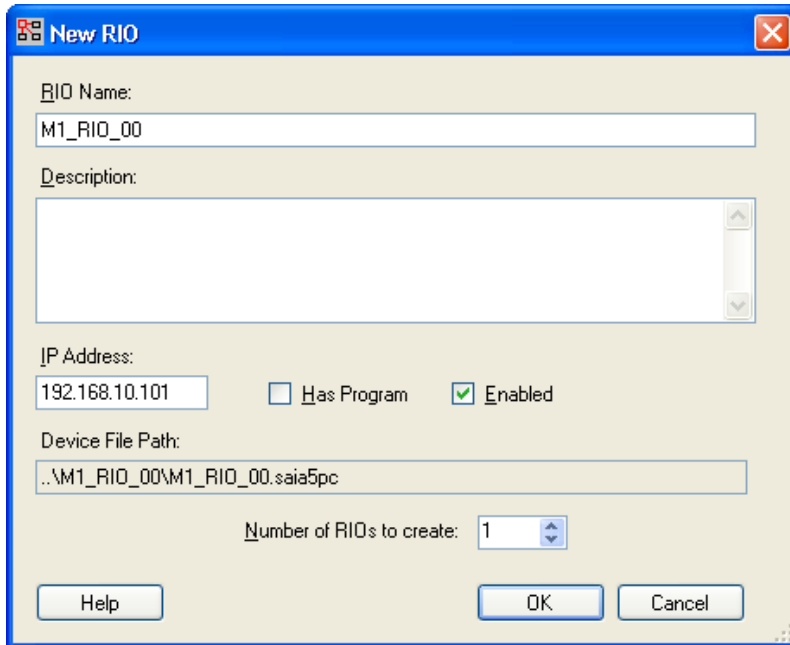 New RIO
RIO Name:
M1_RIO_00
Description:
IP Address:
192.168.10.101 Has Program Enabled
Device File Path:
..\M1_RIO_00\M1_RIO_00.saia5pc
Number of RIOs to create: 1
Help OK Cancel